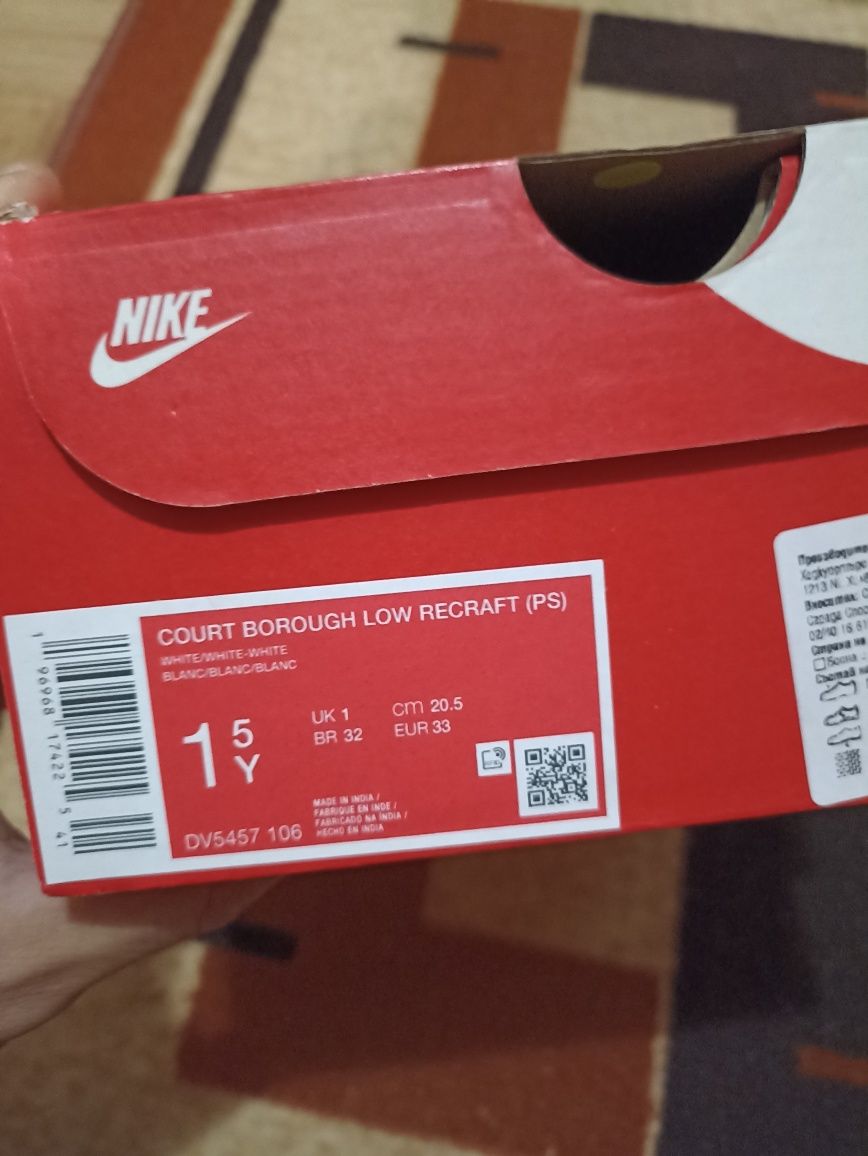 NIKE
COURT BOROUGH LOW RECRAFT (PS)
WHITE/WHITE-WHITE
BLANC/BLANC/BLANC
1 5 Y
UK 1 cm 20.5
BR 32 EUR 33
MADE IN INDIA /
FABRIQUE EN INDE /
FABRICADO NA ÍNDIA /
HECHO EN INDIA
DV5457 106
1 96968 17422 5 41
1213 NL